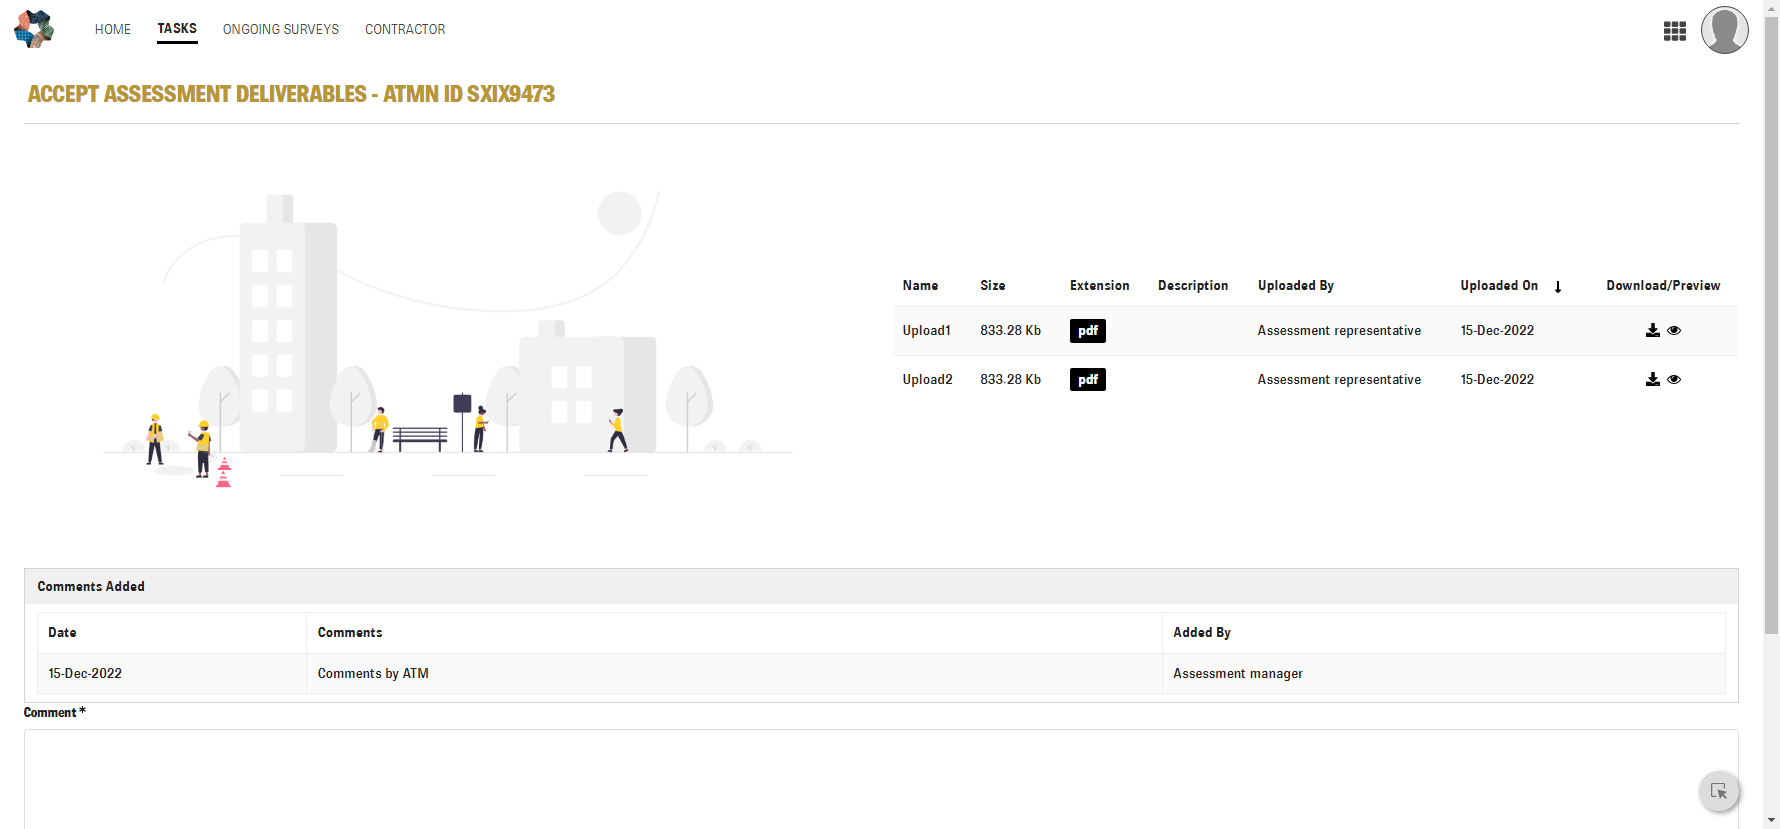 HOME TASKS ONGOING SURVEYS CONTRACTOR
ACCEPT ASSESSMENT DELIVERABLES - ATMN ID SXIX9473
Name Size Extension Description Uploaded By Uploaded On Download/Preview
Upload1 833.28 Kb pdf Assessment representative 15-Dec-2022
Upload2 833.28 Kb pdf Assessment representative 15-Dec-2022
Comments Added
Date Comments Added By
15-Dec-2022 Comments by ATM Assessment manager
Comment *